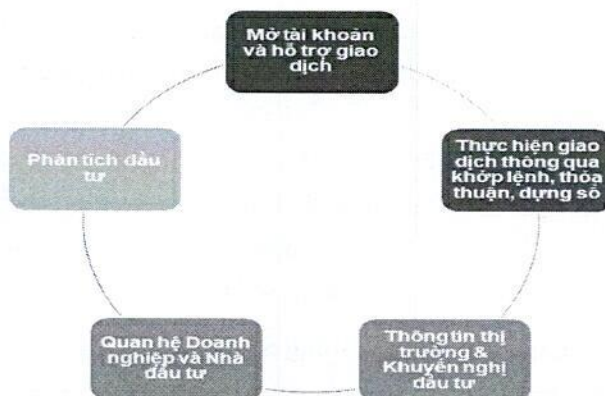 Mở tài khoản
và hỗ trợ giao
dịch
Thực hiện giao
dịch thông qua
khớp lệnh, thỏa
thuận, dựng sổ
Thông tin thị
trường &
Khuyến nghị
đầu tư
Quan hệ Doanh
nghiệp và Nhà
đầu tư
Phân tích đầu
tư